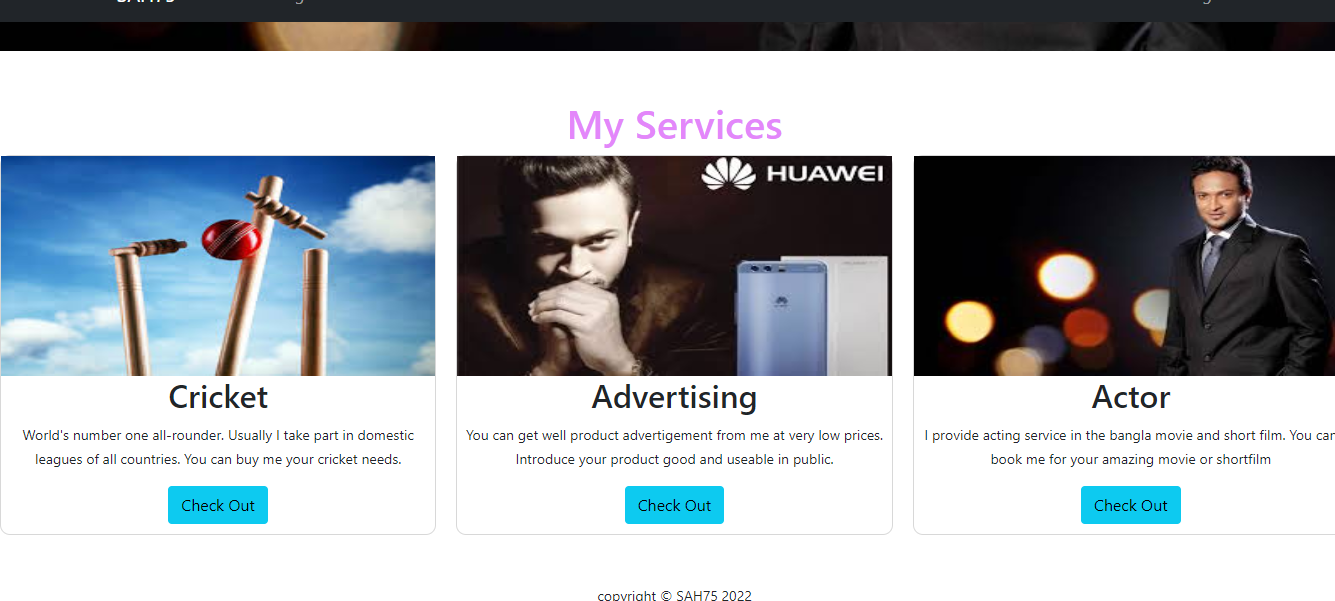 SAH75
My Services
HUAWEI
Cricket
World's number one all-rounder. Usually I take part in domestic
leagues of all countries. You can buy me your cricket needs.
Check Out
Advertising
You can get well product advertigement from me at very low prices.
Introduce your product good and useable in public.
Check Out
Actor
I provide acting service in the bangla movie and short film. You can
book me for your amazing movie or shortfilm
Check Out
copyright © SAH75 2022